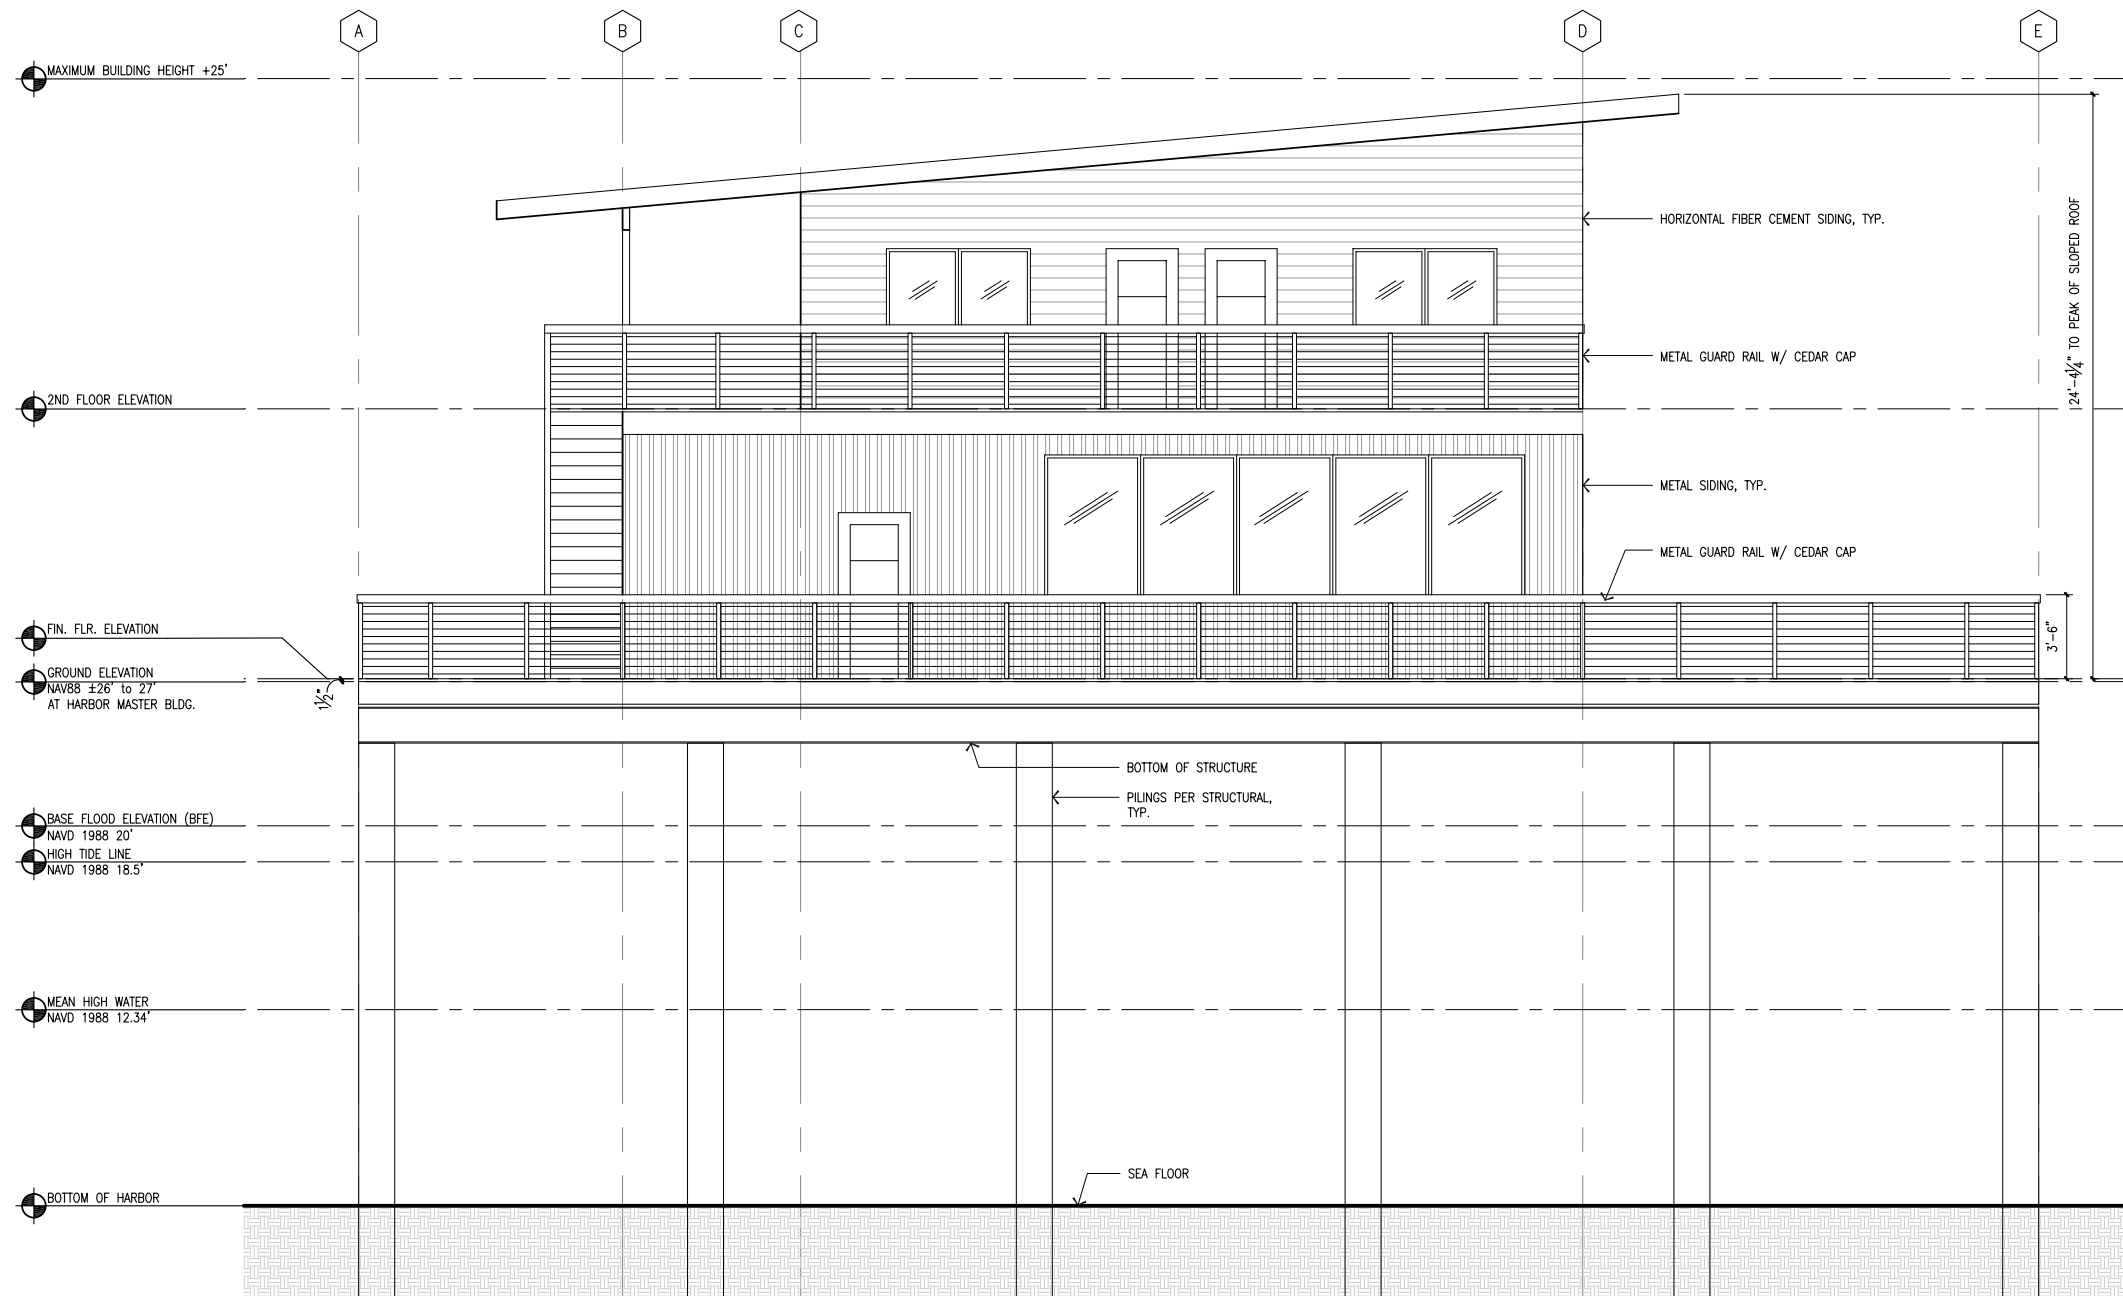 A
B
C
D
E
MAXIMUM BUILDING HEIGHT +25'
HORIZONTAL FIBER CEMENT SIDING, TYP.
24'-4¼" TO PEAK OF SLOPED ROOF
METAL GUARD RAIL W/ CEDAR CAP
2ND FLOOR ELEVATION
METAL SIDING, TYP.
METAL GUARD RAIL W/ CEDAR CAP
FIN. FLR. ELEVATION
3'-6"
GROUND ELEVATION
NAV88 ±26' to 27'
AT HARBOR MASTER BLDG.
1½"
BOTTOM OF STRUCTURE
PILINGS PER STRUCTURAL,
TYP.
BASE FLOOD ELEVATION (BFE)
NAVD 1988 20'
HIGH TIDE LINE
NAVD 1988 18.5'
MEAN HIGH WATER
NAVD 1988 12.34'
SEA FLOOR
BOTTOM OF HARBOR